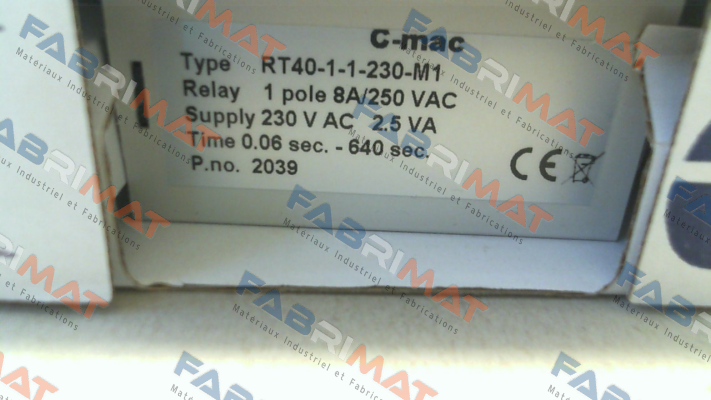 C-mac
Type RT40-1-1-230-M1
Relay 1 pole 8A/250 VAC
Supply 230 V AC 2.5 VA
Time 0.06 sec. - 640 sec.
P.no. 2039
CE
FABRIMAT
Materiaux Industriel et Fabrications